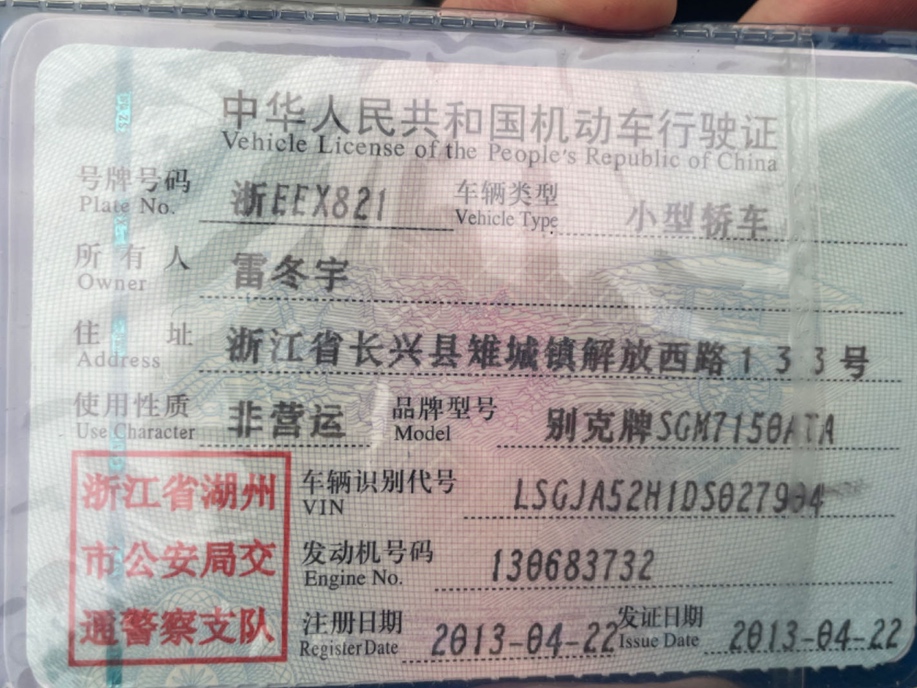 中华人民共和国机动车行驶证
Vehicle License of the People's Republic of China
号牌号码 浙EEX821 车辆类型 小型轿车
Plate No. Vehicle Type
所有人 雷冬宇
Owner
住址 浙江省长兴县雉城镇解放西路133号
Address
使用性质 非营运 品牌型号 别克牌SGM7150ATA
Use Character Model
浙江省湖州
市公安局交
通警察支队
车辆识别代号 LSGJA52H1DS027904
VIN
发动机号码 130683732
Engine No.
注册日期 2013-04-22 发证日期 2013-04-22
Register Date Issue Date